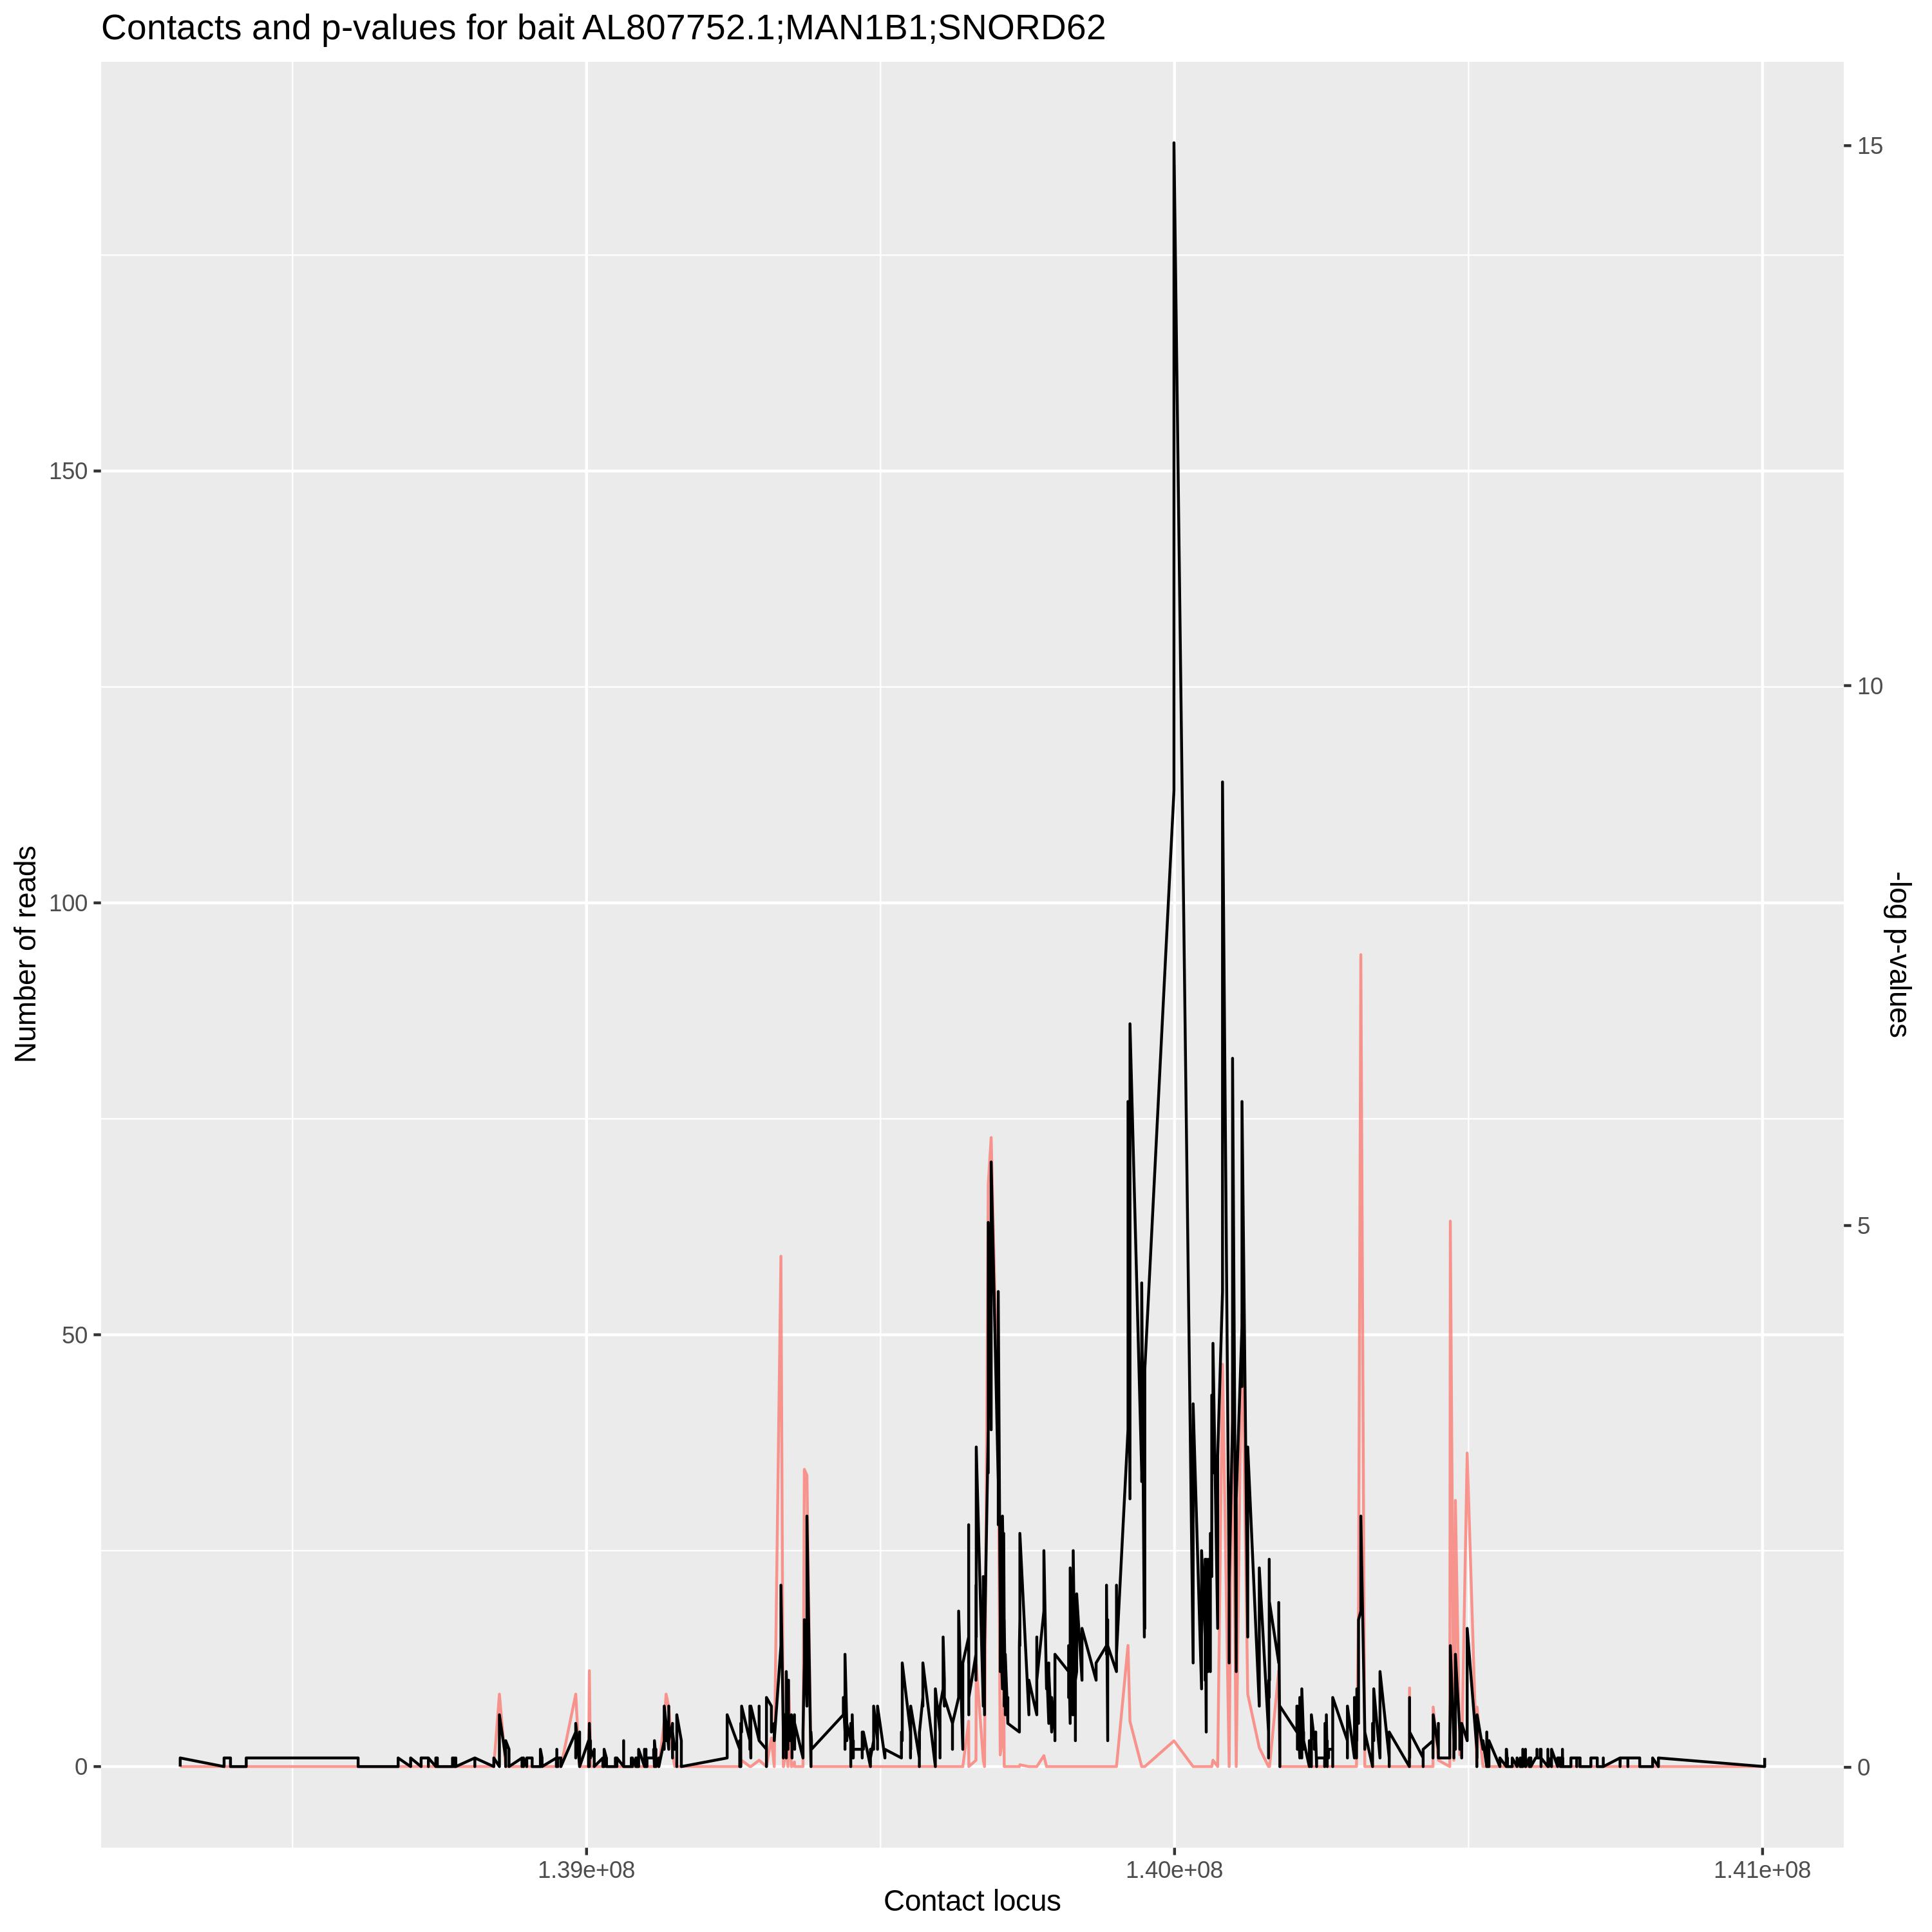 Contacts and p-values for bait AL807752.1;MAN1B1;SNORD62
15
150
10
100
Number of reads
-log p-values
5
50
0
0
1.39e+08
1.40e+08
1.41e+08
Contact locus